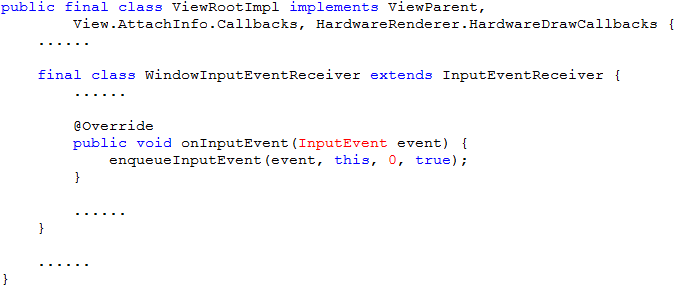 public final class ViewRootImpl implements ViewParent,
        View.AttachInfo.Callbacks, HardwareRenderer.HardwareDrawCallbacks {
    ......
    final class WindowInputEventReceiver extends InputEventReceiver {
        ......
        @Override
        public void onInputEvent(InputEvent event) {
            enqueueInputEvent(event, this, 0, true);
        }
        ......
    }
    ......
}